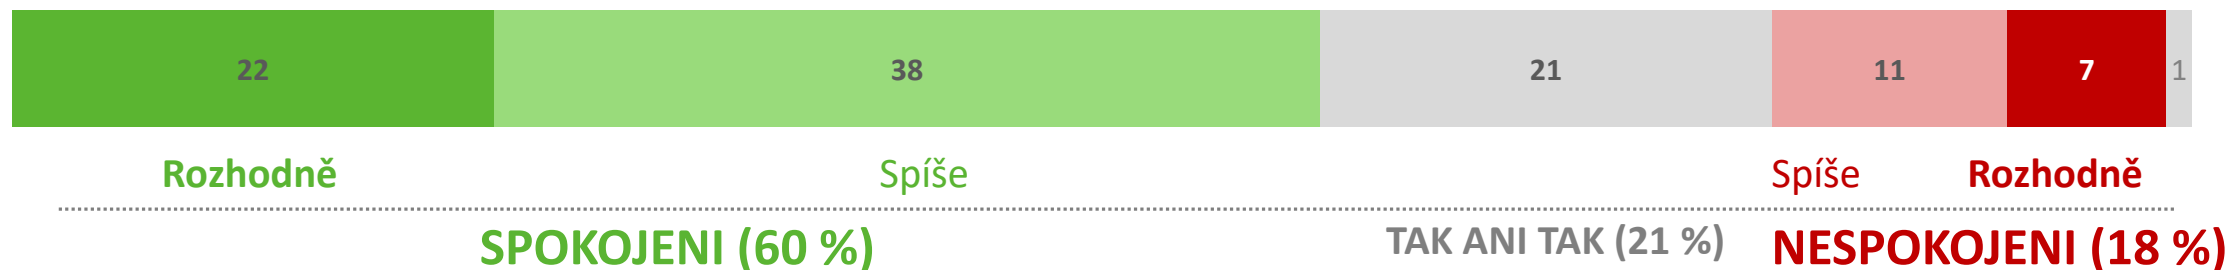 22 38 21 11 7 1
Rozhodně Spíše Spíše Rozhodně
SPOKOJENI (60 %) TAK ANI TAK (21 %) NESPOKOJENI (18 %)